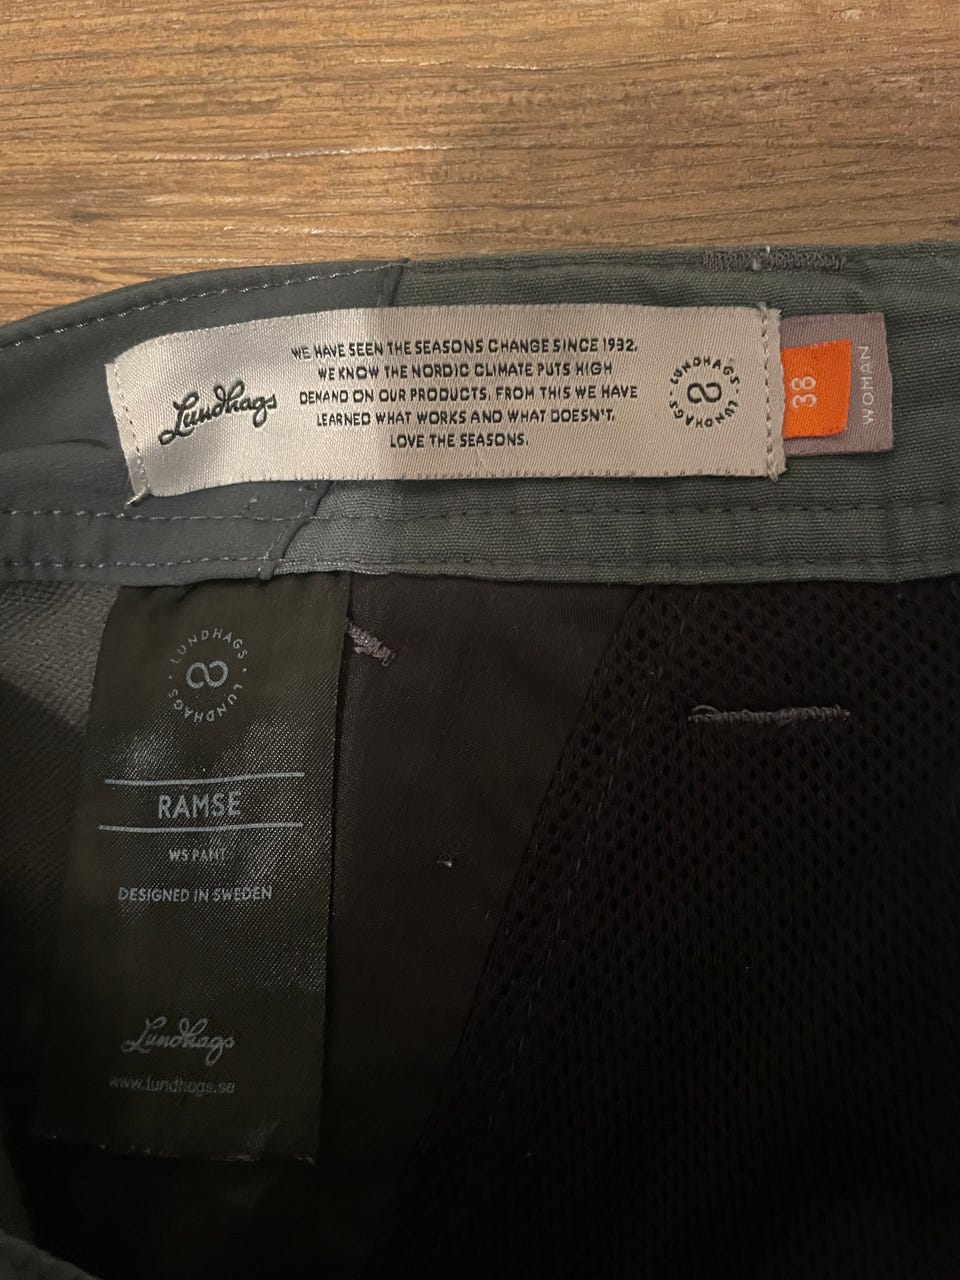 Lundhags
WE HAVE SEEN THE SEASONS CHANGE SINCE 1932.
WE KNOW THE NORDIC CLIMATE PUTS HIGH
DEMAND ON OUR PRODUCTS, FROM THIS WE HAVE
LEARNED WHAT WORKS AND WHAT DOESN'T.
LOVE THE SEASONS.
LUNDHAGS · LUNDHAGS ·
38
WOMAN
LUNDHAGS · LUNDHAGS ·
RAMSE
WS PANT
DESIGNED IN SWEDEN
Lundhags
www.lundhags.se